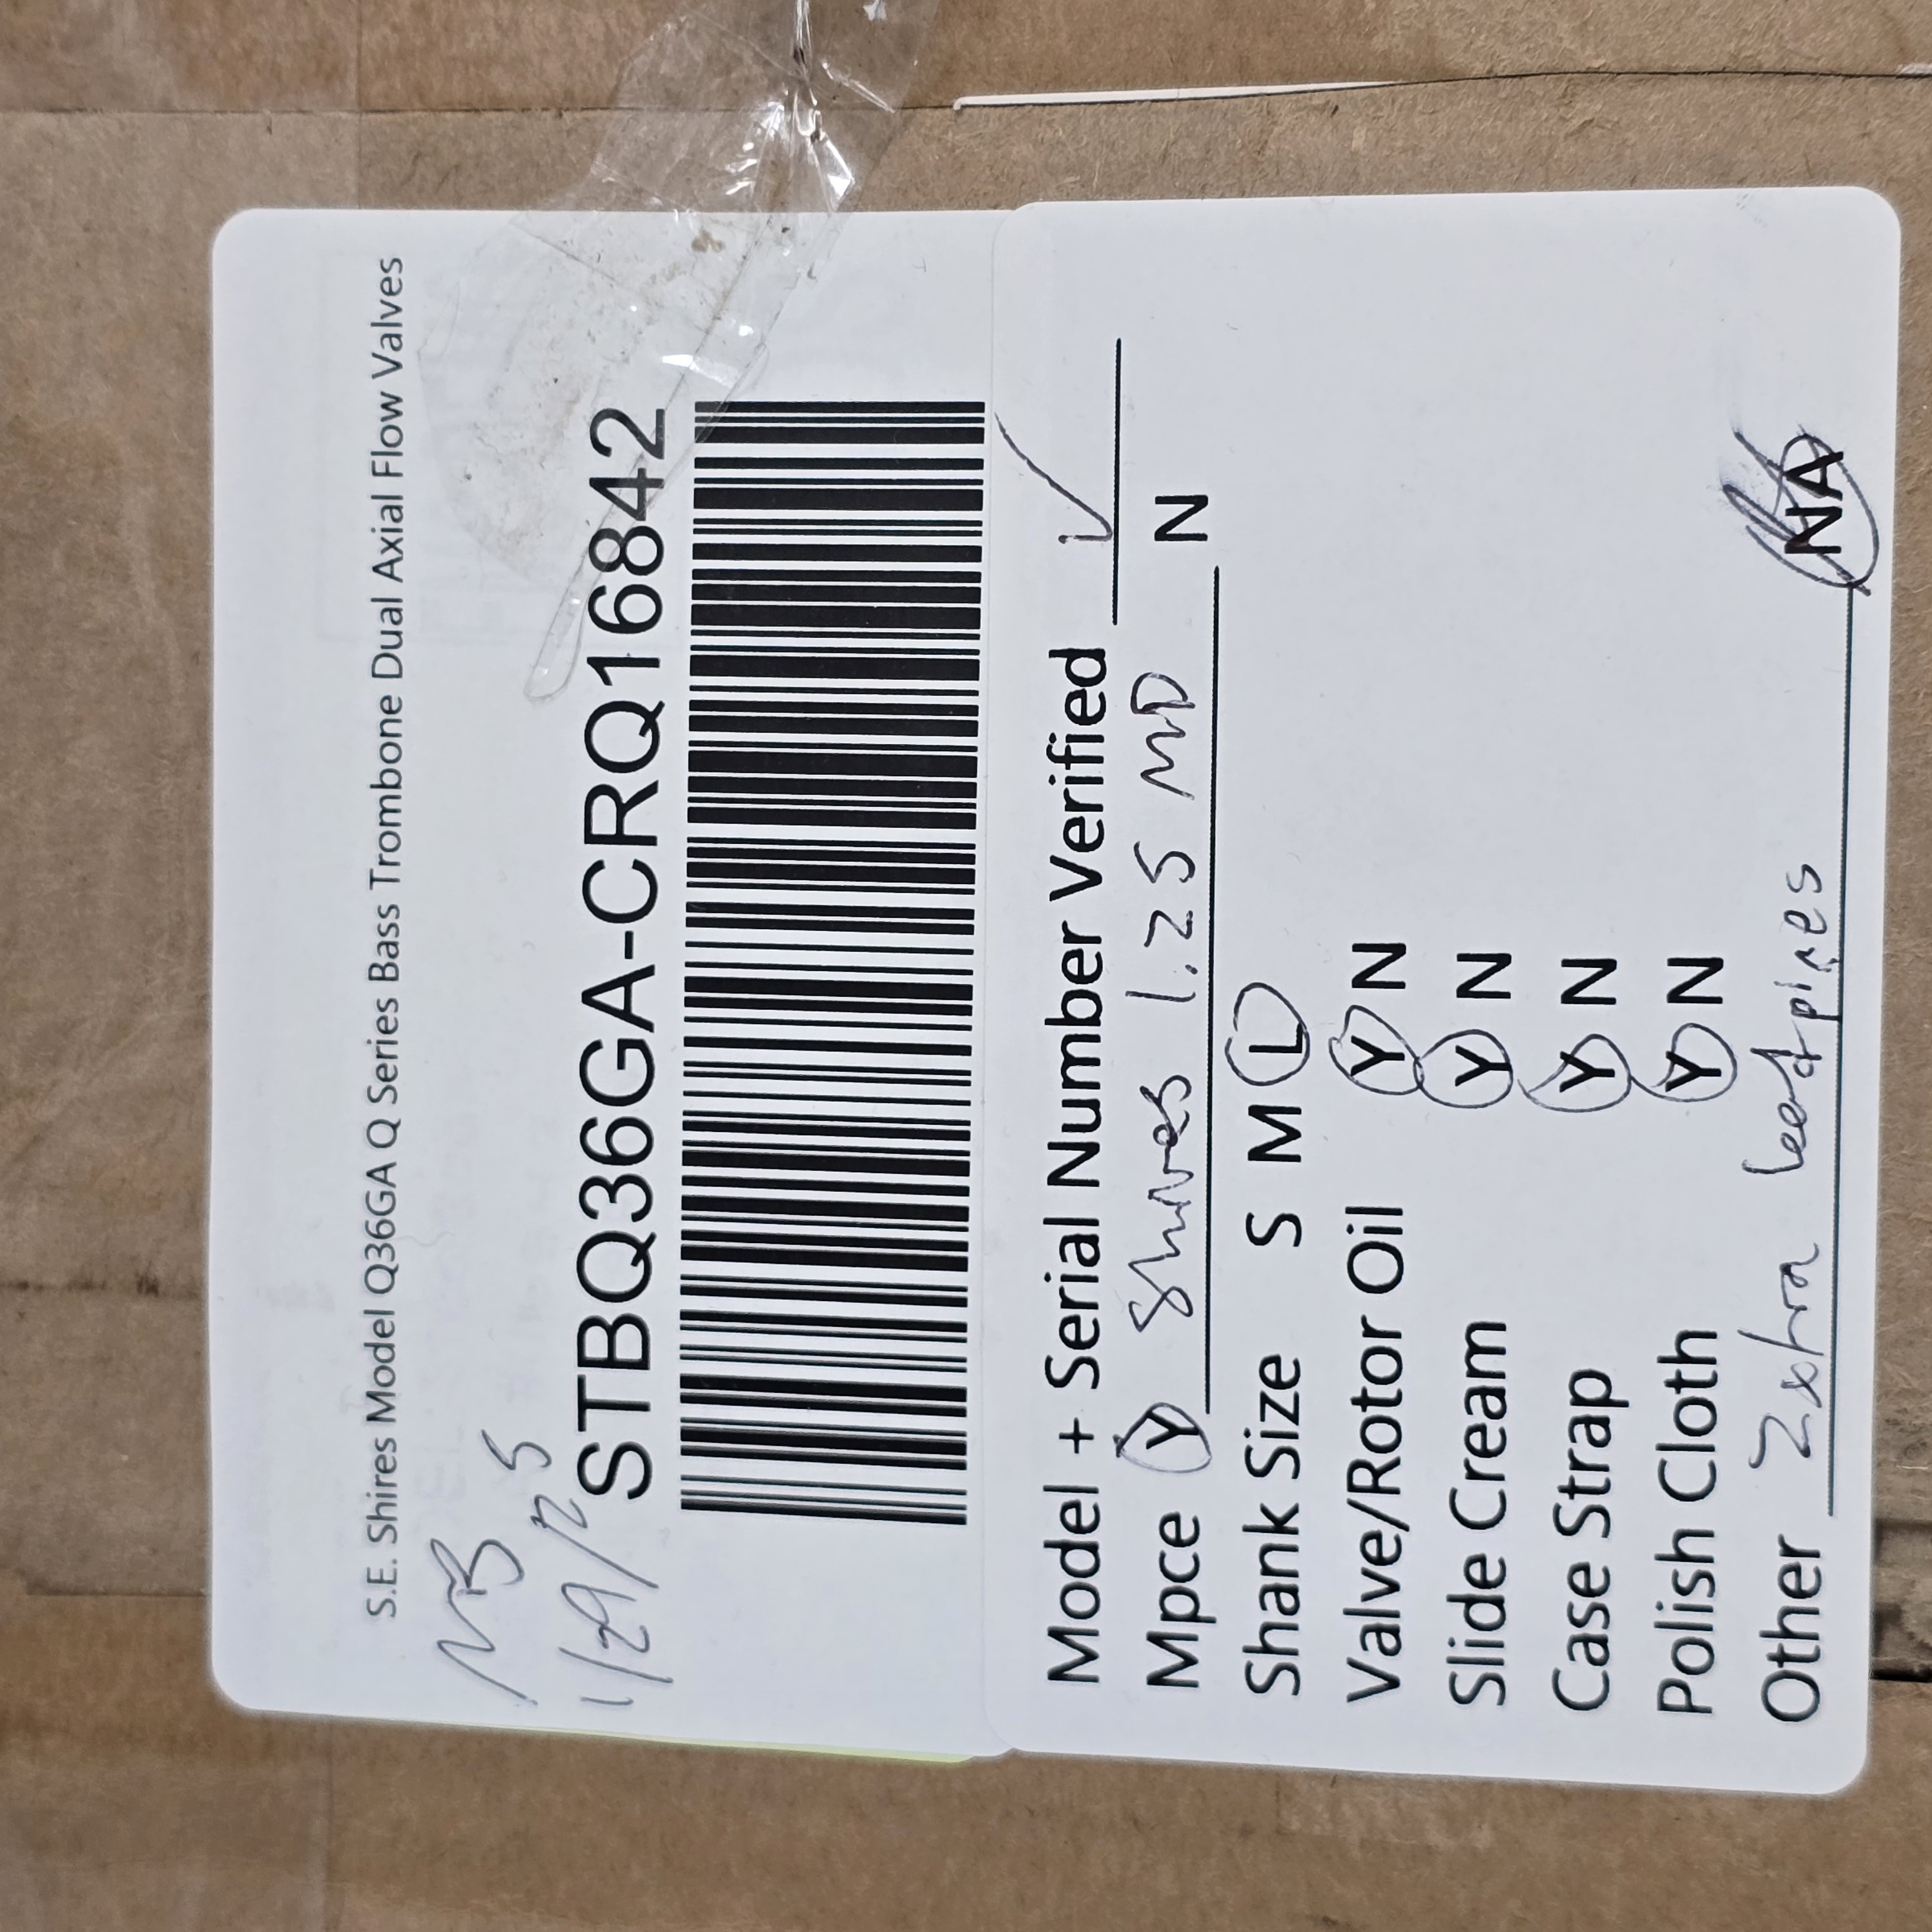 S.E. Shires Model Q36GA Q Series Bass Trombone Dual Axial Flow Valves
NB
1/29/25
STBQ36GA-CRQ16842
Model + Serial Number Verified ✓
Mpce Y Shires 1.25 MD N
Shank Size S M L
Valve/Rotor Oil Y N
Slide Cream Y N
Case Strap Y N
Polish Cloth Y N
Other 2 extra leadpipes NA